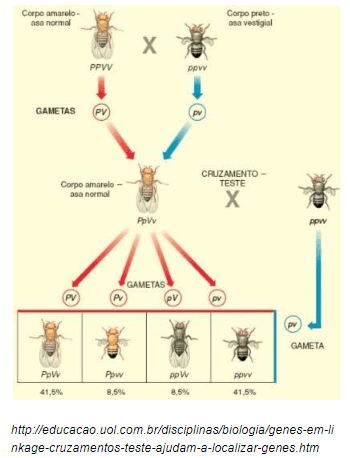 Corpo amarelo – Corpo preto -
asa normal asa vestigial
X
PPVV ppvv
GAMETAS PV pv
Corpo amarelo –
asa normal
CRUZAMENTO –
TESTE
X
PpVv ppvv
GAMETAS
PV Pv pV pv
pv
GAMETA
PpVv Ppvv ppVv ppvv
41,5% 8,5% 8,5% 41,5%
http://educacao.uol.com.br/disciplinas/biologia/genes-em-li
nkage-cruzamentos-teste-ajudam-a-localizar-genes.htm